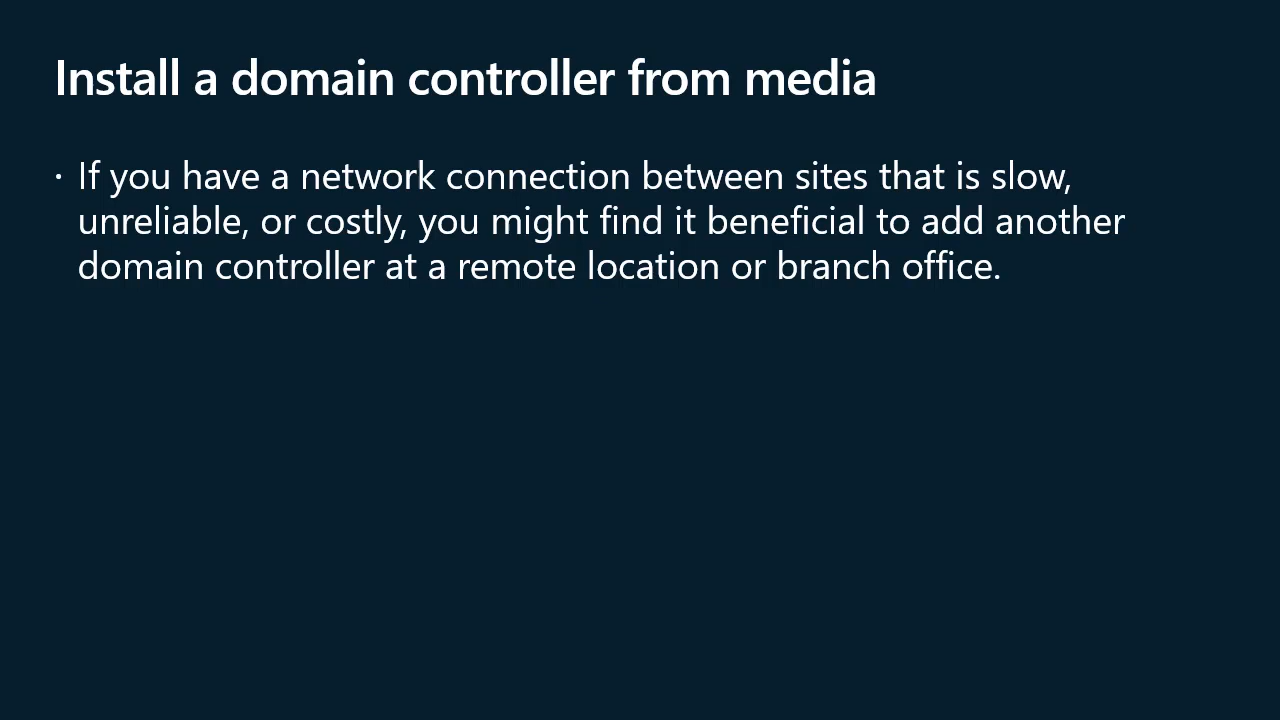 Install a domain controller from media
· If you have a network connection between sites that is slow,
unreliable, or costly, you might find it beneficial to add another
domain controller at a remote location or branch office.